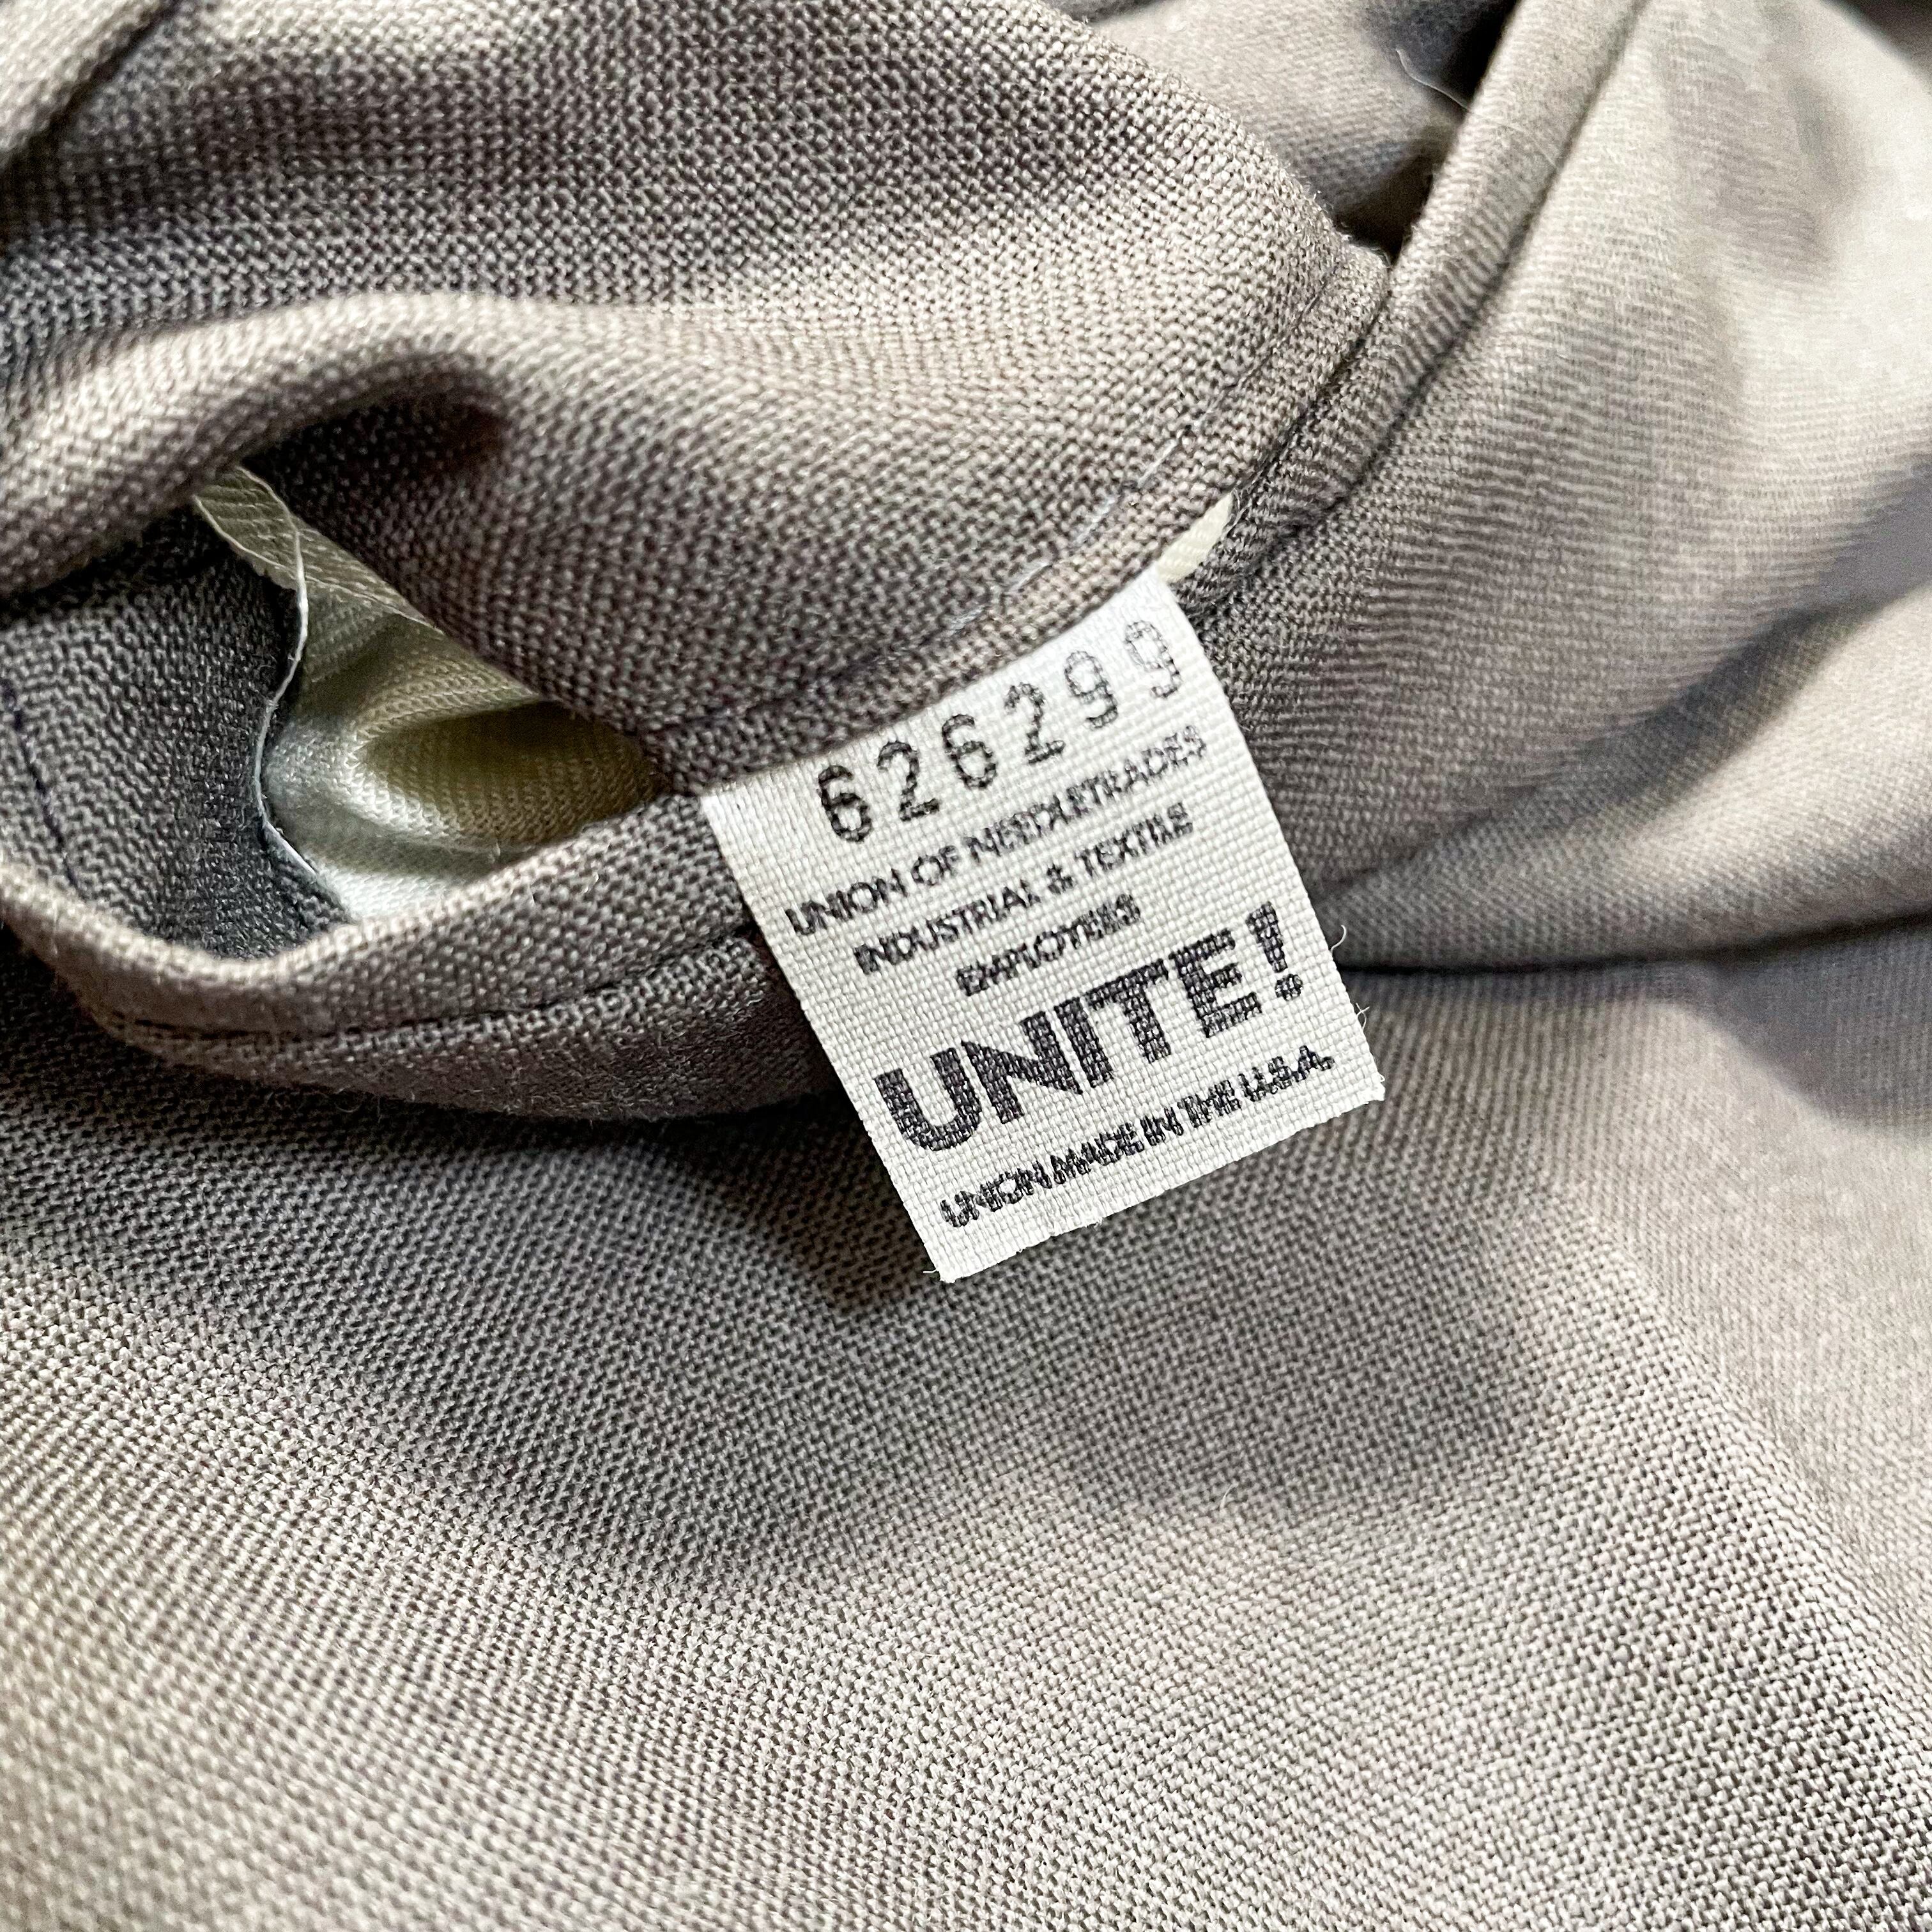 626299
UNION OF NEEDLETRADES
INDUSTRIAL & TEXTILE
EMPLOYEES
UNITE!
UNION MADE IN THE U.S.A.